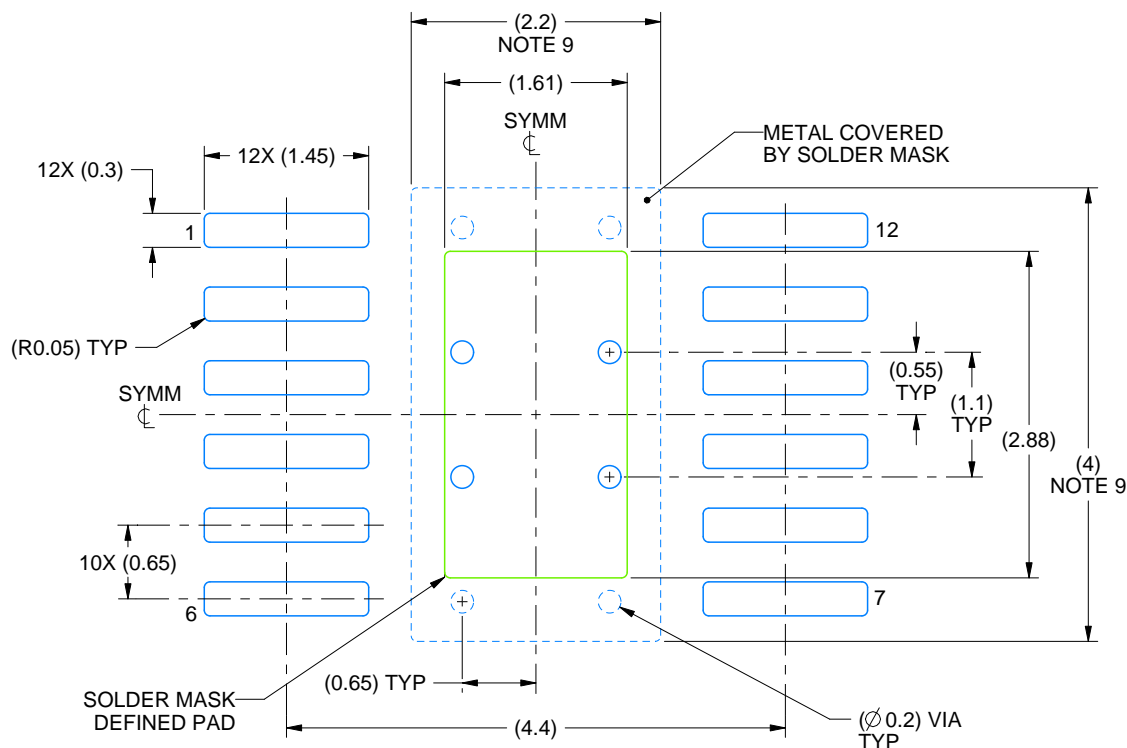 (2.2)
NOTE 9
(1.61)
SYMM
℄
METAL COVERED
BY SOLDER MASK
12X (1.45)
12X (0.3)
1
12
(R0.05) TYP
SYMM
℄
(0.55)
TYP
(1.1)
TYP
(2.88)
(4)
NOTE 9
10X (0.65)
6
7
(0.65) TYP
SOLDER MASK
DEFINED PAD
(4.4)
(∅ 0.2) VIA
TYP